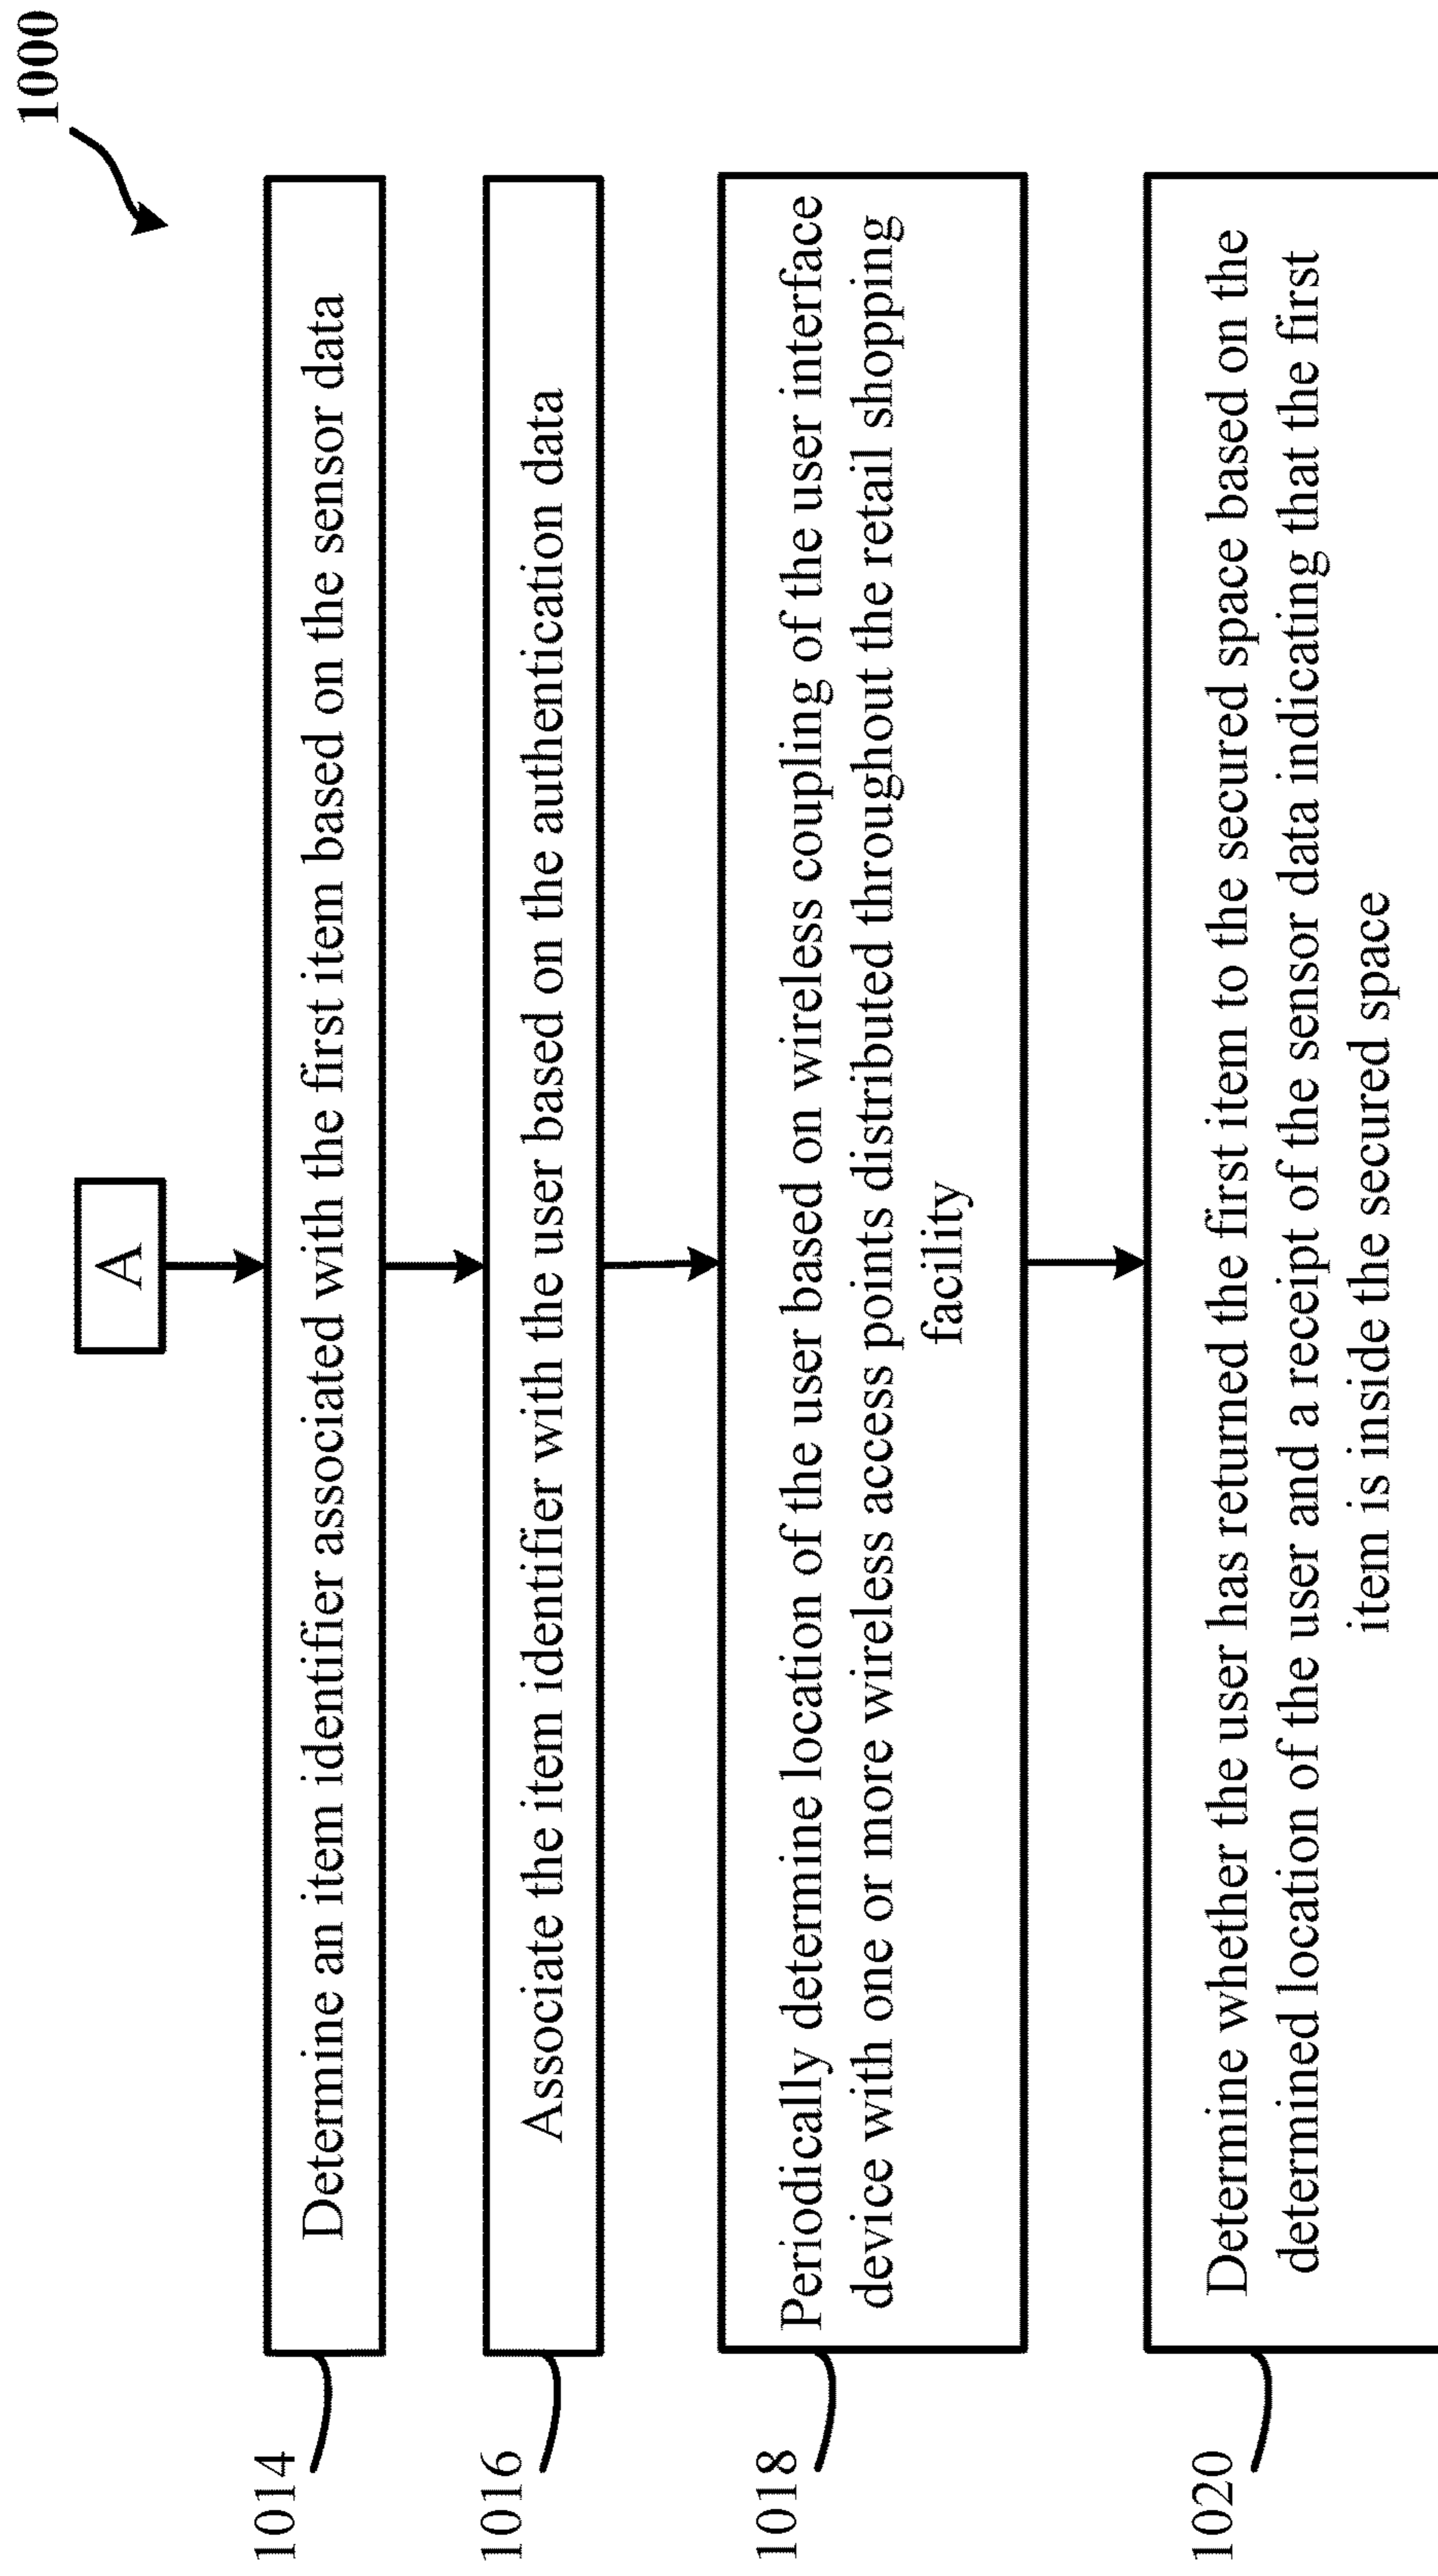 1000
A
1014
Determine an item identifier associated with the first item based on the sensor data
1016
Associate the item identifier with the user based on the authentication data
1018
Periodically determine location of the user based on wireless coupling of the user interface
device with one or more wireless access points distributed throughout the retail shopping
facility
1020
Determine whether the user has returned the first item to the secured space based on the
determined location of the user and a receipt of the sensor data indicating that the first
item is inside the secured space